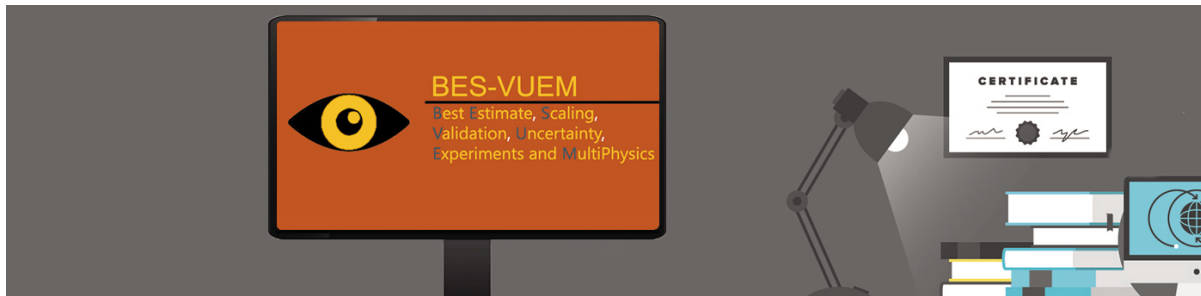 BES-VUEM
Best Estimate, Scaling,
Validation, Uncertainty,
Experiments and MultiPhysics
CERTIFICATE